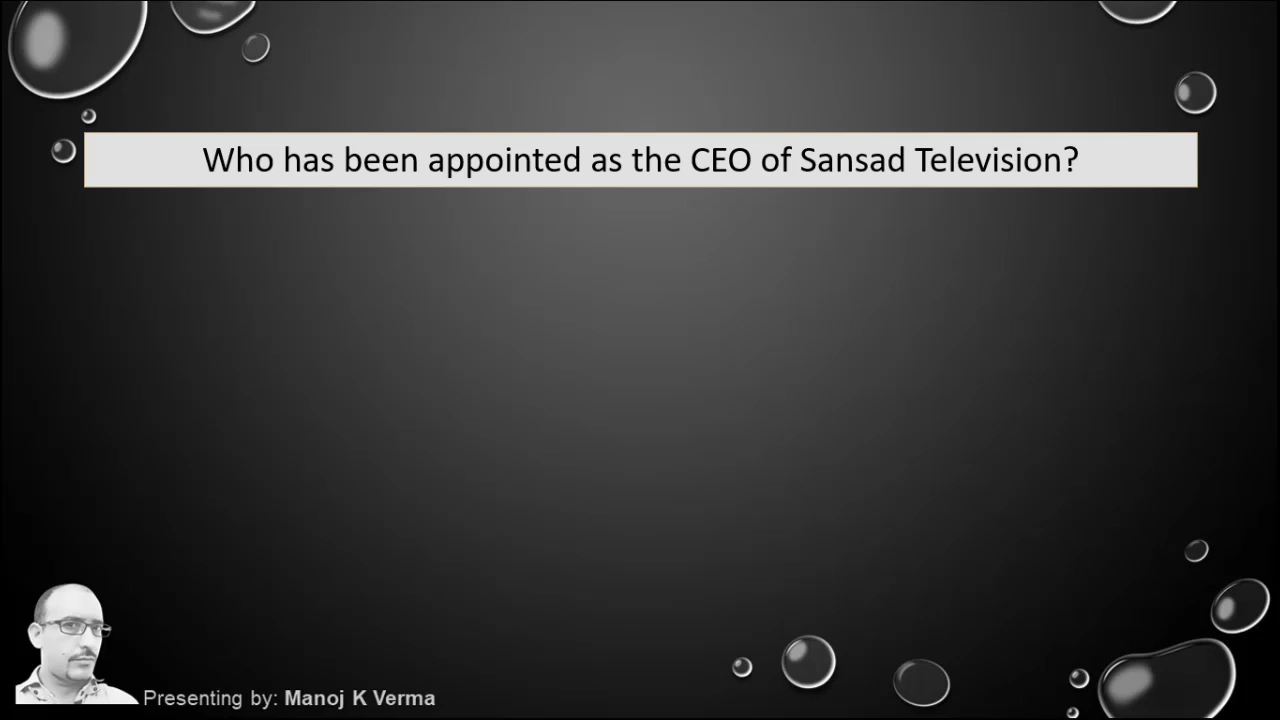 Who has been appointed as the CEO of Sansad Television?
Presenting by: Manoj K Verma